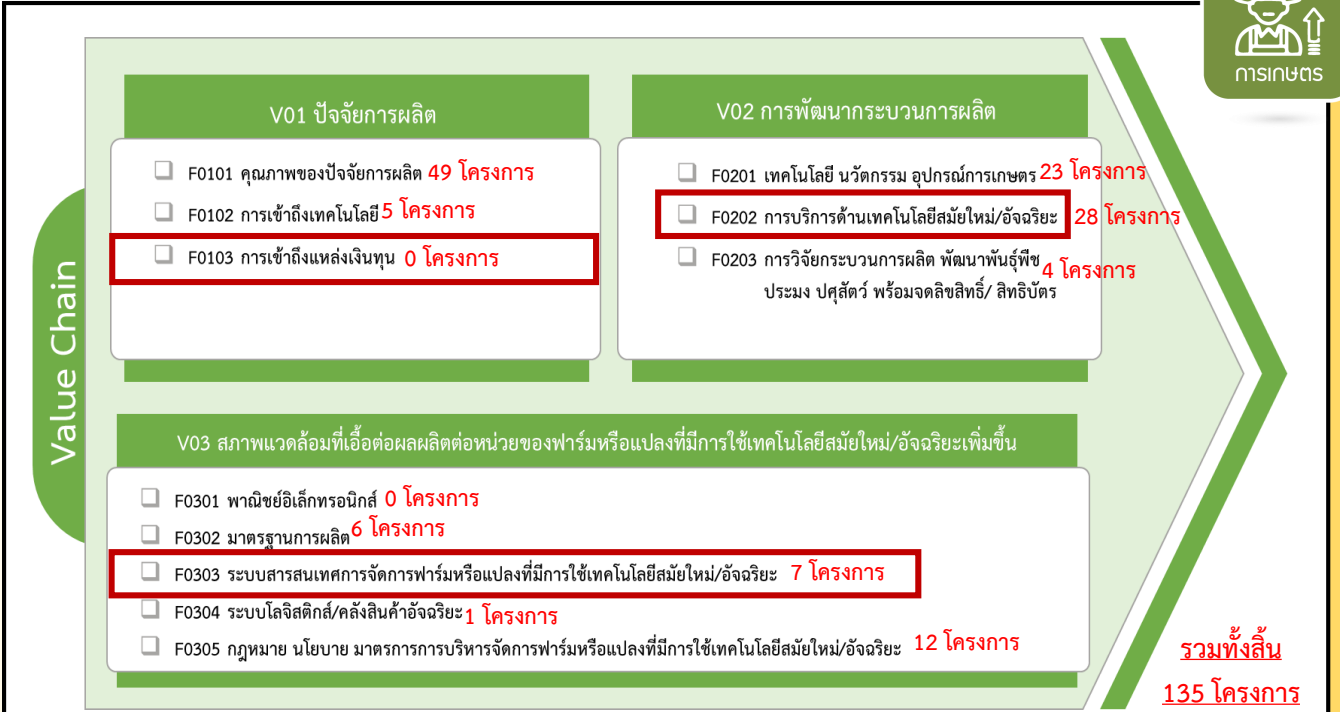 การเกษตร
Value Chain
V01 ปัจจัยการผลิต
❑ F0101 คุณภาพของปัจจัยการผลิต 49 โครงการ
❑ F0102 การเข้าถึงเทคโนโลยี 5 โครงการ
❑ F0103 การเข้าถึงแหล่งเงินทุน 0 โครงการ
V02 การพัฒนากระบวนการผลิต
❑ F0201 เทคโนโลยี นวัตกรรม อุปกรณ์การเกษตร 23 โครงการ
❑ F0202 การบริการด้านเทคโนโลยีสมัยใหม่/อัจฉริยะ 28 โครงการ
❑ F0203 การวิจัยกระบวนการผลิต พัฒนาพันธุ์พืช 4 โครงการ
ประมง ปศุสัตว์ พร้อมจดลิขสิทธิ์/ สิทธิบัตร
V03 สภาพแวดล้อมที่เอื้อต่อผลผลิตต่อหน่วยของฟาร์มหรือแปลงที่มีการใช้เทคโนโลยีสมัยใหม่/อัจฉริยะเพิ่มขึ้น
❑ F0301 พาณิชย์อิเล็กทรอนิกส์ 0 โครงการ
❑ F0302 มาตรฐานการผลิต 6 โครงการ
❑ F0303 ระบบสารสนเทศการจัดการฟาร์มหรือแปลงที่มีการใช้เทคโนโลยีสมัยใหม่/อัจฉริยะ 7 โครงการ
❑ F0304 ระบบโลจิสติกส์/คลังสินค้าอัจฉริยะ 1 โครงการ
❑ F0305 กฎหมาย นโยบาย มาตรการการบริหารจัดการฟาร์มหรือแปลงที่มีการใช้เทคโนโลยีสมัยใหม่/อัจฉริยะ 12 โครงการ
รวมทั้งสิ้น
135 โครงการ